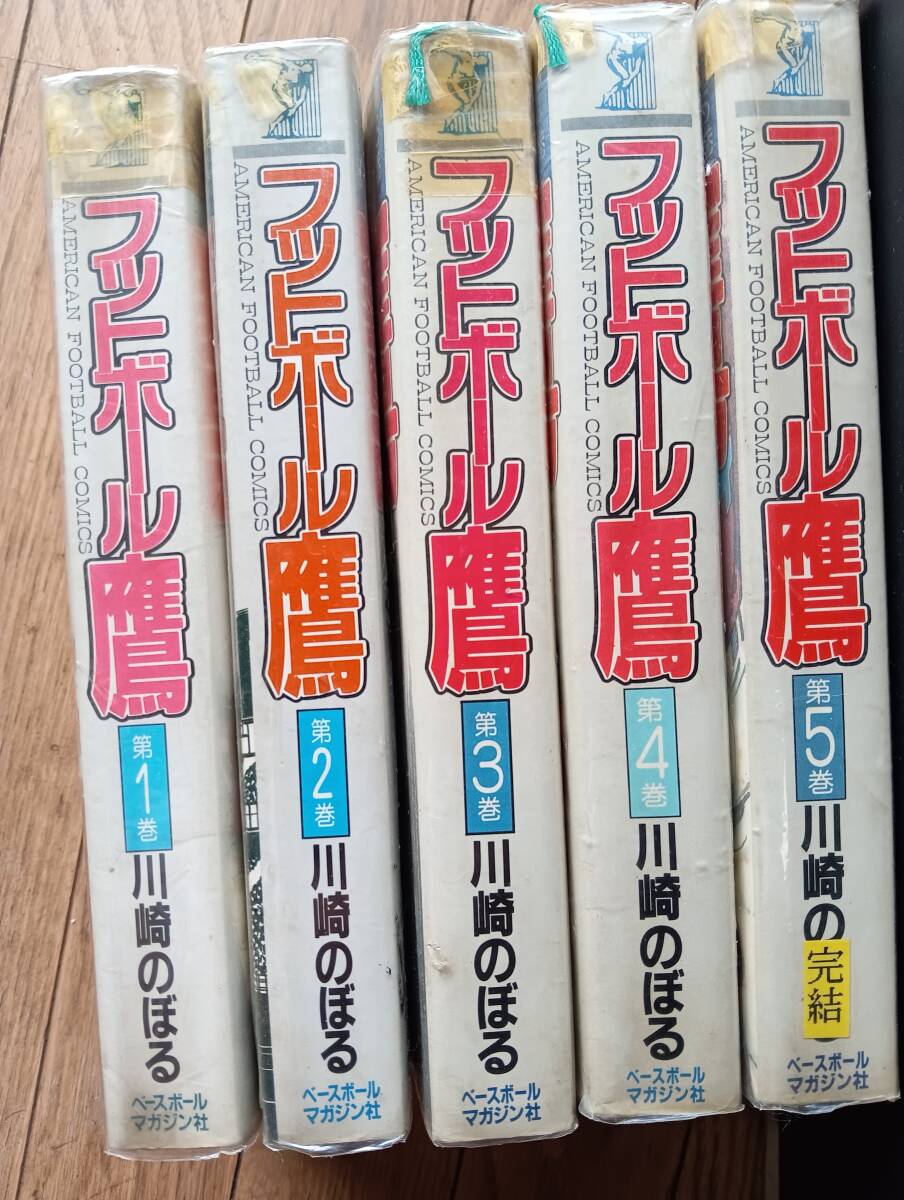 フットボール鷹
AMERICAN FOOTBALL COMICS
第1巻
川崎のぼる
ベースボール
マガジン社
フットボール鷹
AMERICAN FOOTBALL COMICS
第2巻
川崎のぼる
ベースボール
マガジン社
フットボール鷹
AMERICAN FOOTBALL COMICS
第3巻
川崎のぼる
ベースボール
マガジン社
フットボール鷹
AMERICAN FOOTBALL COMICS
第4巻
川崎のぼる
ベースボール
マガジン社
フットボール鷹
AMERICAN FOOTBALL COMICS
第5巻
川崎の
完結
ベースボール
マガジン社